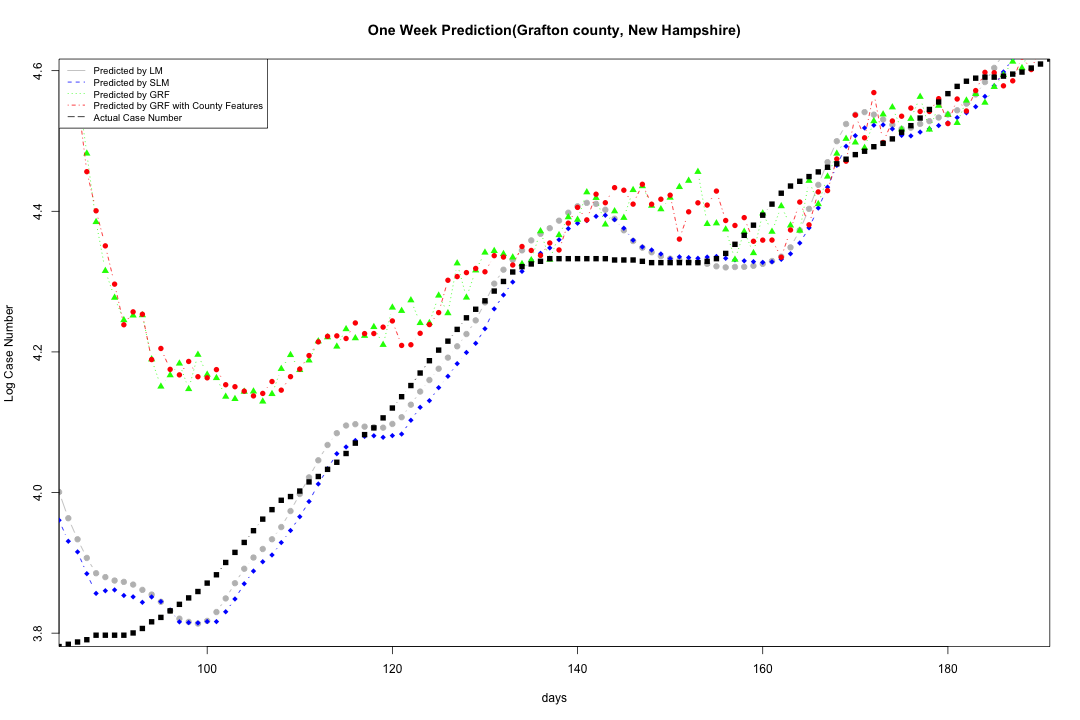 One Week Prediction(Grafton county, New Hampshire)
Predicted by LM
Predicted by SLM
Predicted by GRF
Predicted by GRF with County Features
Actual Case Number
4.6
4.4
4.2
4.0
3.8
Log Case Number
100 120 140 160 180
days